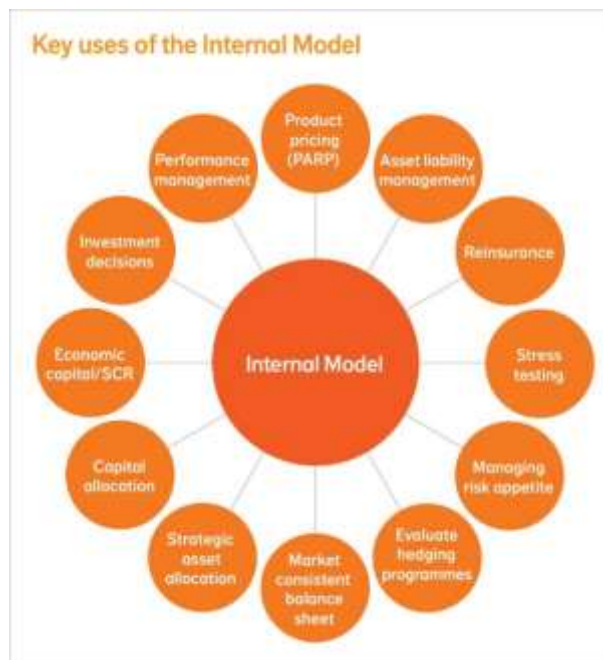 Key uses of the Internal Model
Product
pricing
(PARP)
Asset liability
management
Reinsurance
Stress
testing
Managing
risk appetite
Evaluate
hedging
programmes
Market
consistent
balance
sheet
Strategic
asset
allocation
Capital
allocation
Economic
capital/SCR
Investment
decisions
Performance
management
Internal Model